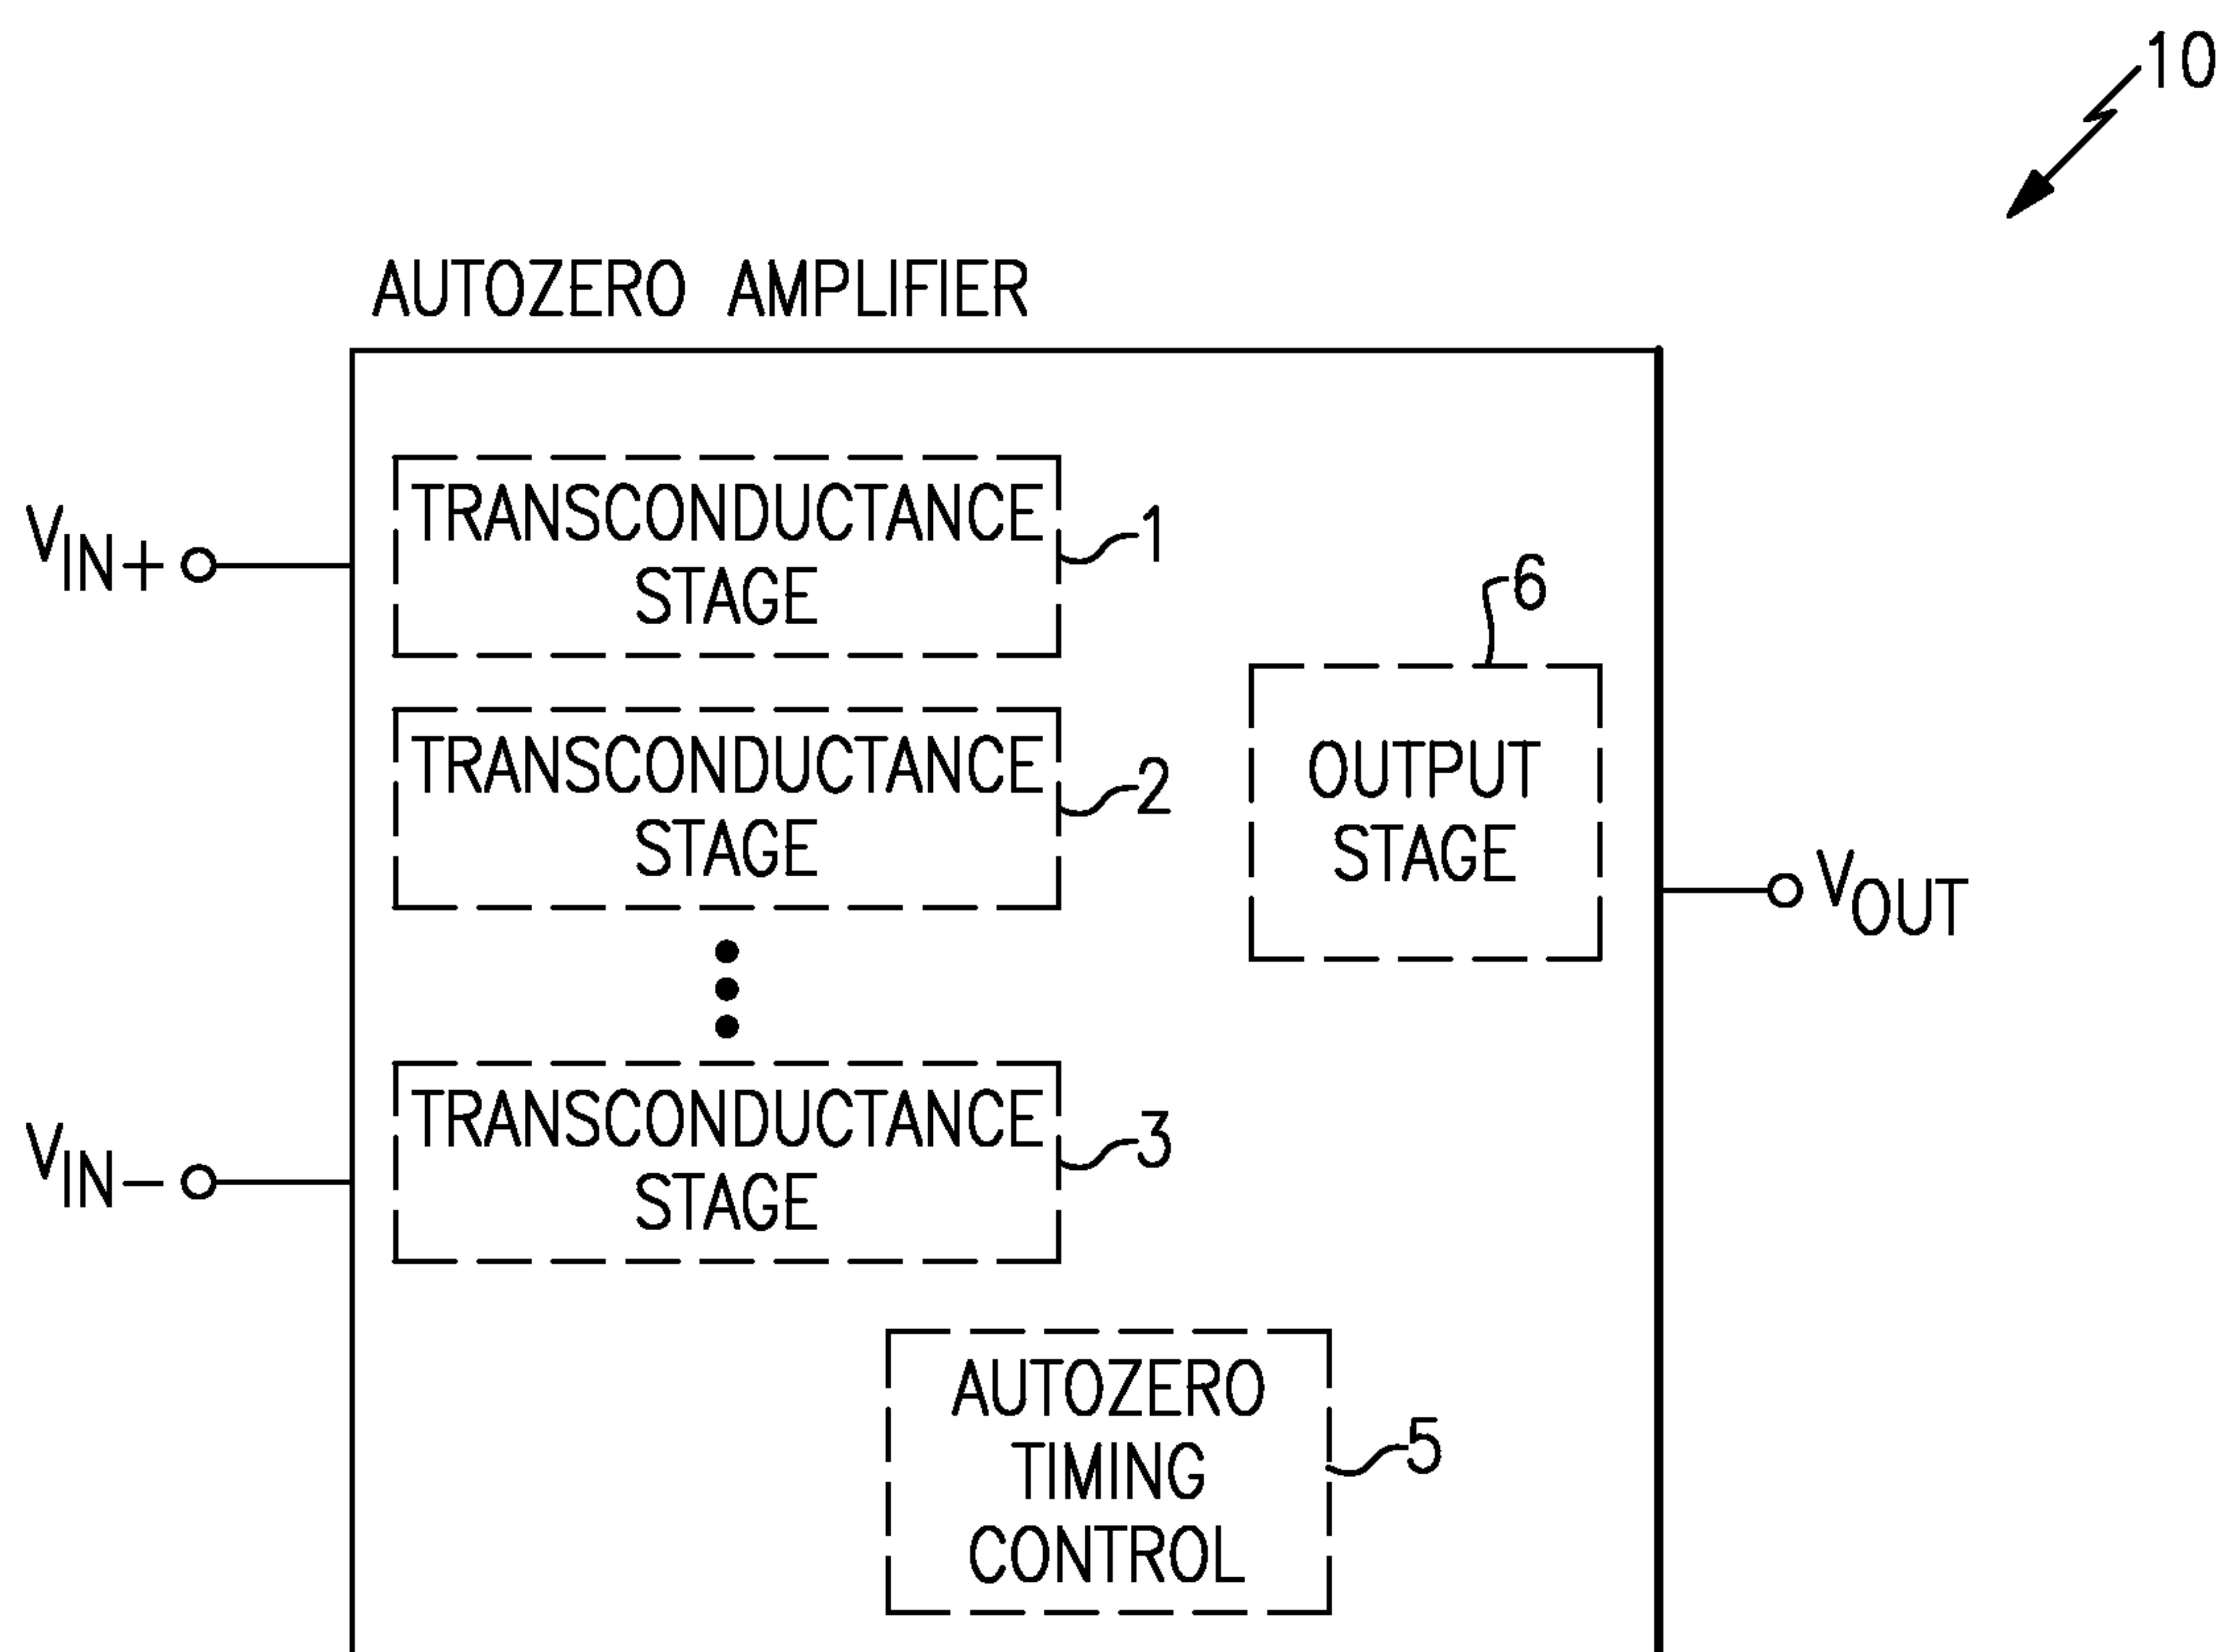 10
AUTOZERO AMPLIFIER
TRANSCONDUCTANCE
STAGE
1
VIN+
6
TRANSCONDUCTANCE
STAGE
2
OUTPUT
STAGE
VOUT
TRANSCONDUCTANCE
STAGE
3
VIN−
AUTOZERO
TIMING
CONTROL
5